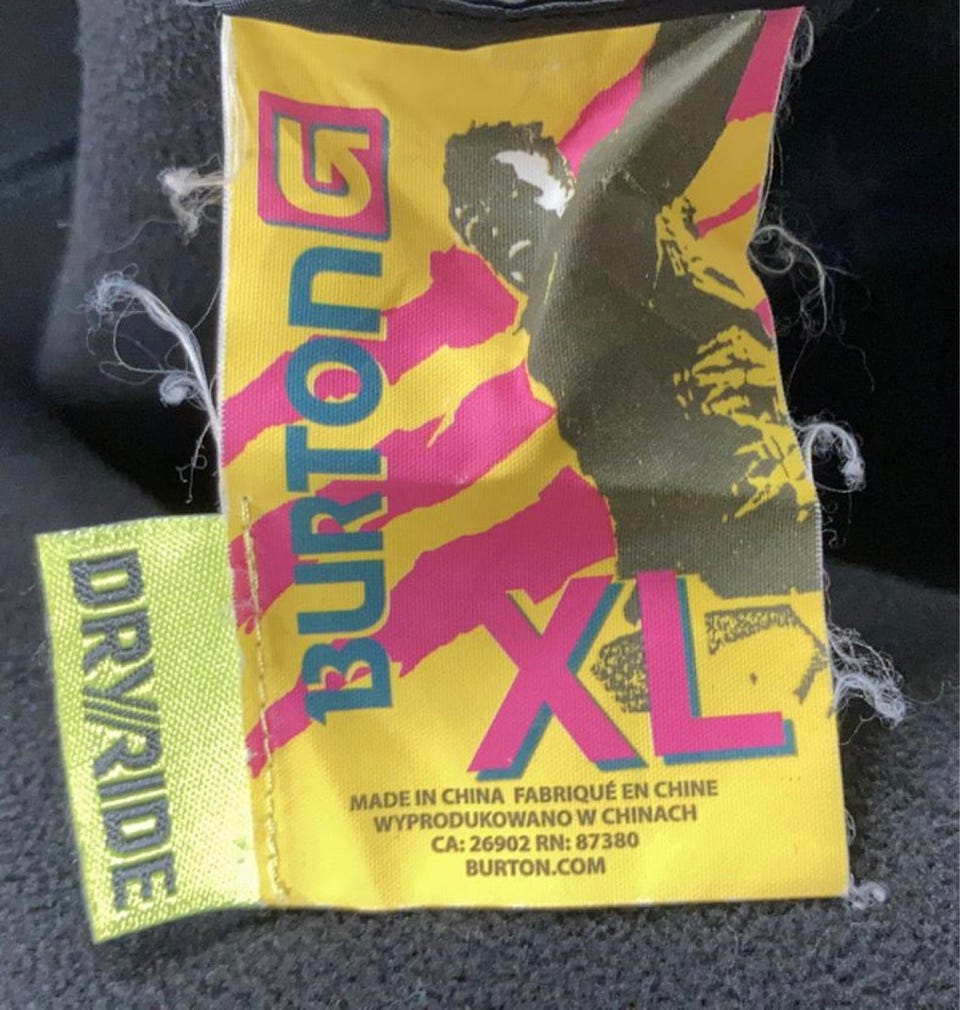 BURTON
DRY///RIDE
XL
MADE IN CHINA FABRIQUÉ EN CHINE
WYPRODUKOWANO W CHINACH
CA: 26902 RN: 87380
BURTON.COM